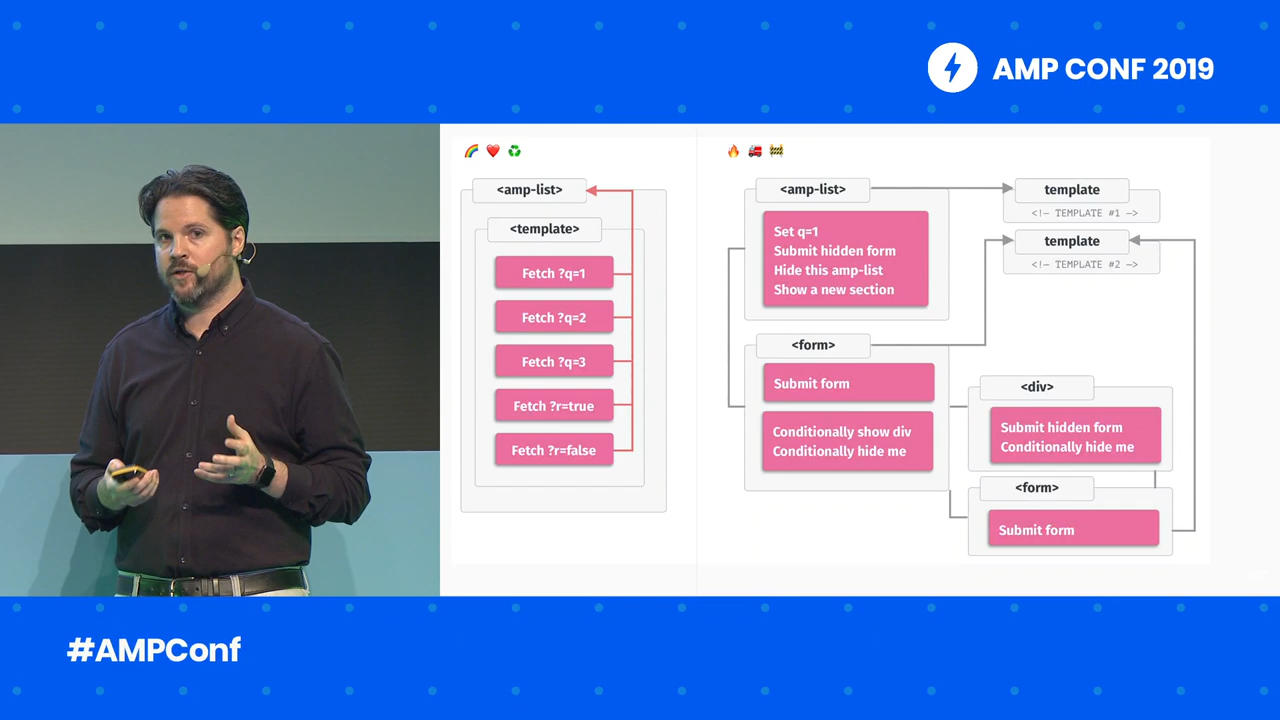 AMP CONF 2019
<amp-list>
<template>
Fetch ?q=1
Fetch ?q=2
Fetch ?q=3
Fetch ?r=true
Fetch ?r=false
<amp-list>
Set q=1
Submit hidden form
Hide this amp-list
Show a new section
template
<!— TEMPLATE #1 —>
template
<!— TEMPLATE #2 —>
<form>
Submit form
Conditionally show div
Conditionally hide me
<div>
Submit hidden form
Conditionally hide me
<form>
Submit form
#AMPConf